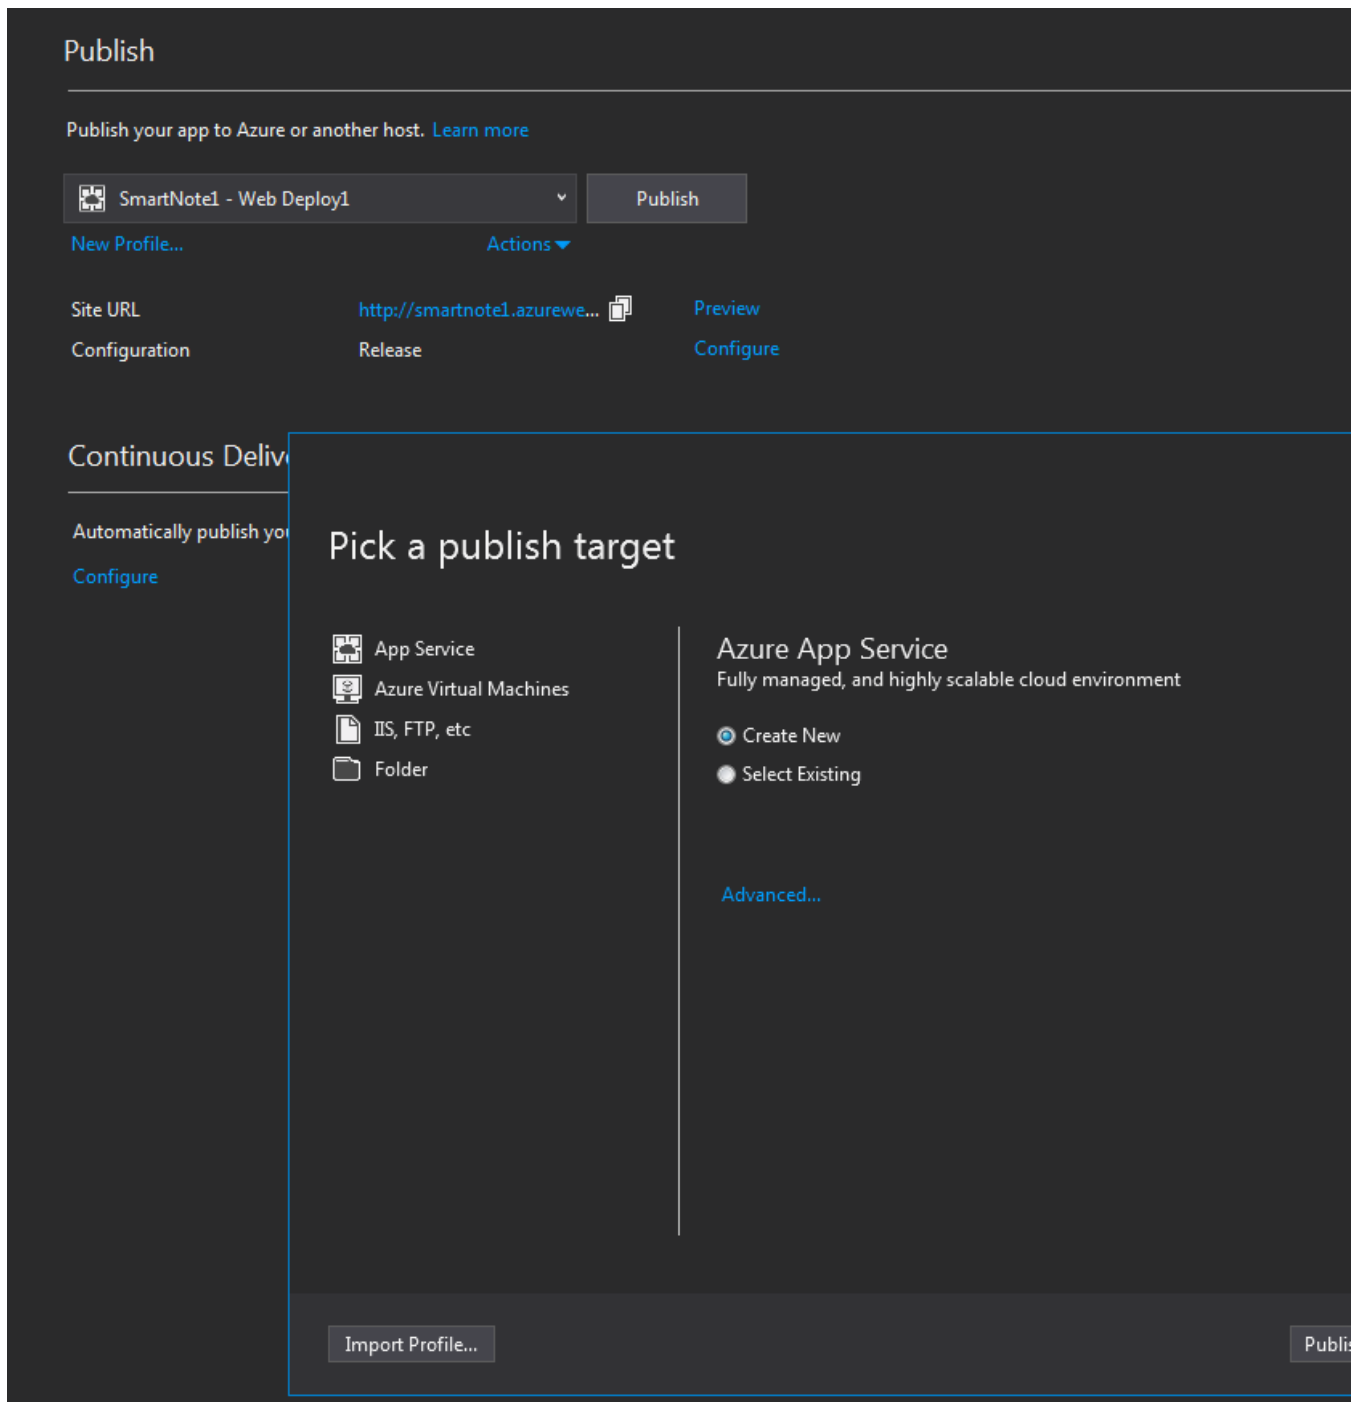 Publish
Publish your app to Azure or another host. Learn more
SmartNote1 - Web Deploy1
Publish
New Profile...
Actions
Site URL
http://smartnote1.azurewe...
Preview
Configuration
Release
Configure
Continuous Deliv
Automatically publish you
Configure
Pick a publish target
App Service
Azure Virtual Machines
IIS, FTP, etc
Folder
Azure App Service
Fully managed, and highly scalable cloud environment
Create New
Select Existing
Advanced...
Import Profile...
Publis